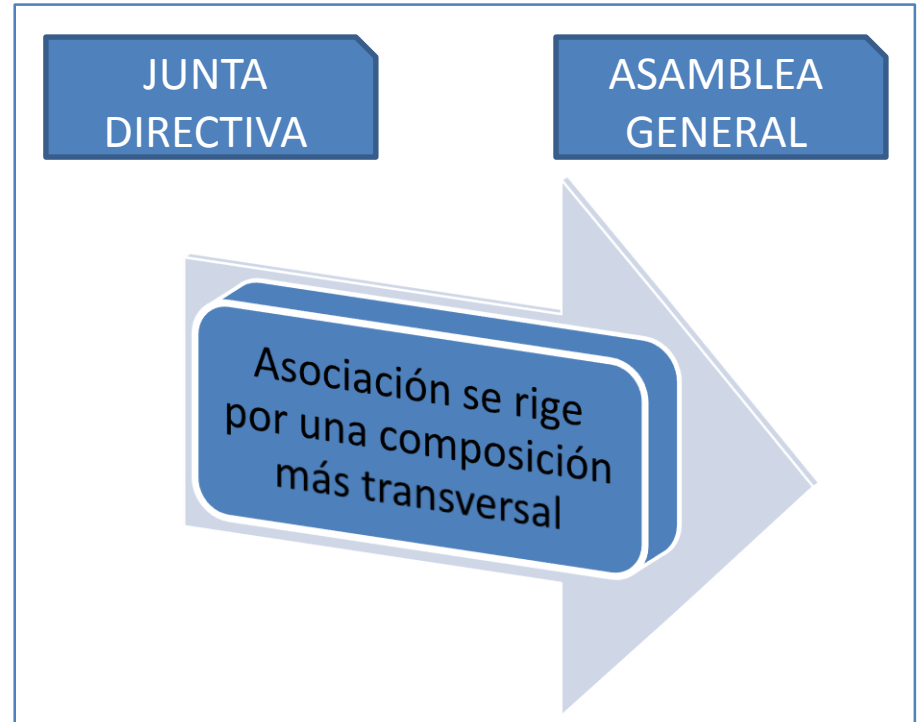 JUNTA
DIRECTIVA
ASAMBLEA
GENERAL
Asociación se rige
por una composición
más transversal